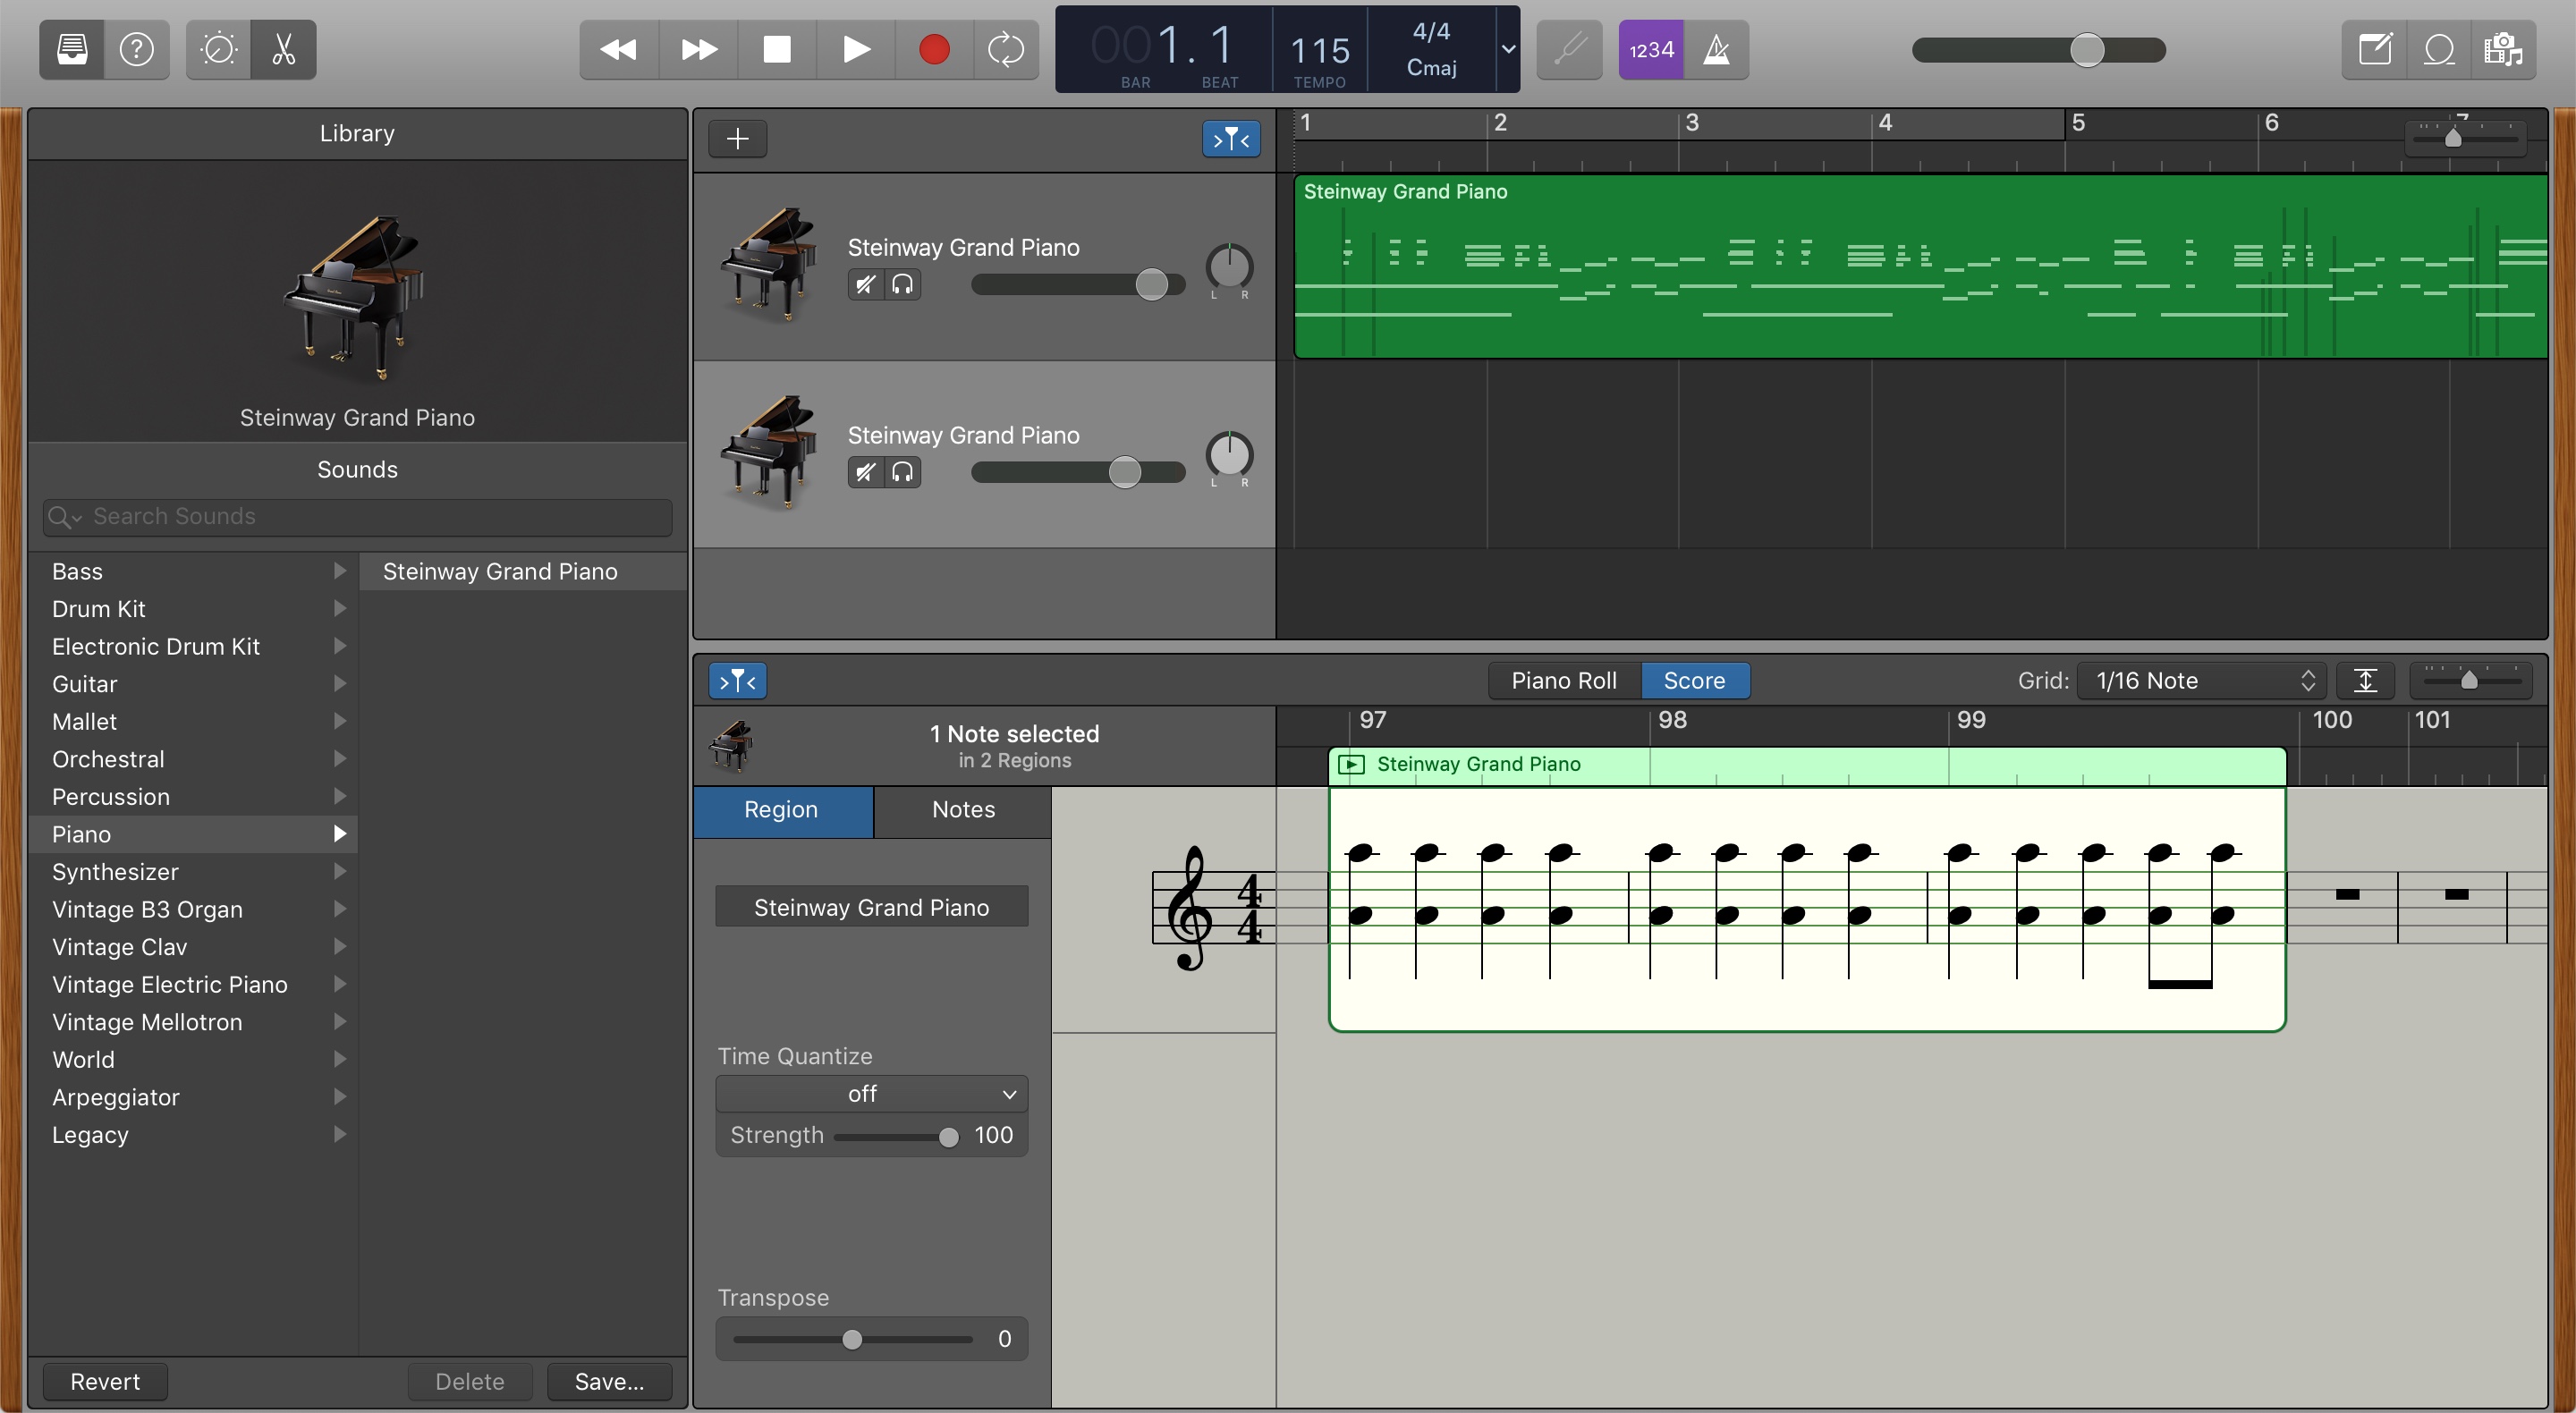 001. 1
BAR
BEAT
115
TEMPO
4/4
Cmaj
1234
Library
Steinway Grand Piano
Sounds
Search Sounds
Bass
Drum Kit
Electronic Drum Kit
Guitar
Mallet
Orchestral
Percussion
Piano
Synthesizer
Vintage B3 Organ
Vintage Clav
Vintage Electric Piano
Vintage Mellotron
World
Arpeggiator
Legacy
Steinway Grand Piano
Revert
Delete
Save...
1 2 3 4 5 6 7
Steinway Grand Piano
L R
Steinway Grand Piano
L R
Steinway Grand Piano
Piano Roll
Score
Grid:
1/16 Note
1 Note selected
in 2 Regions
97 98 99 100 101
Steinway Grand Piano
Region
Notes
Steinway Grand Piano
4
4
Time Quantize
off
Strength
100
Transpose
0